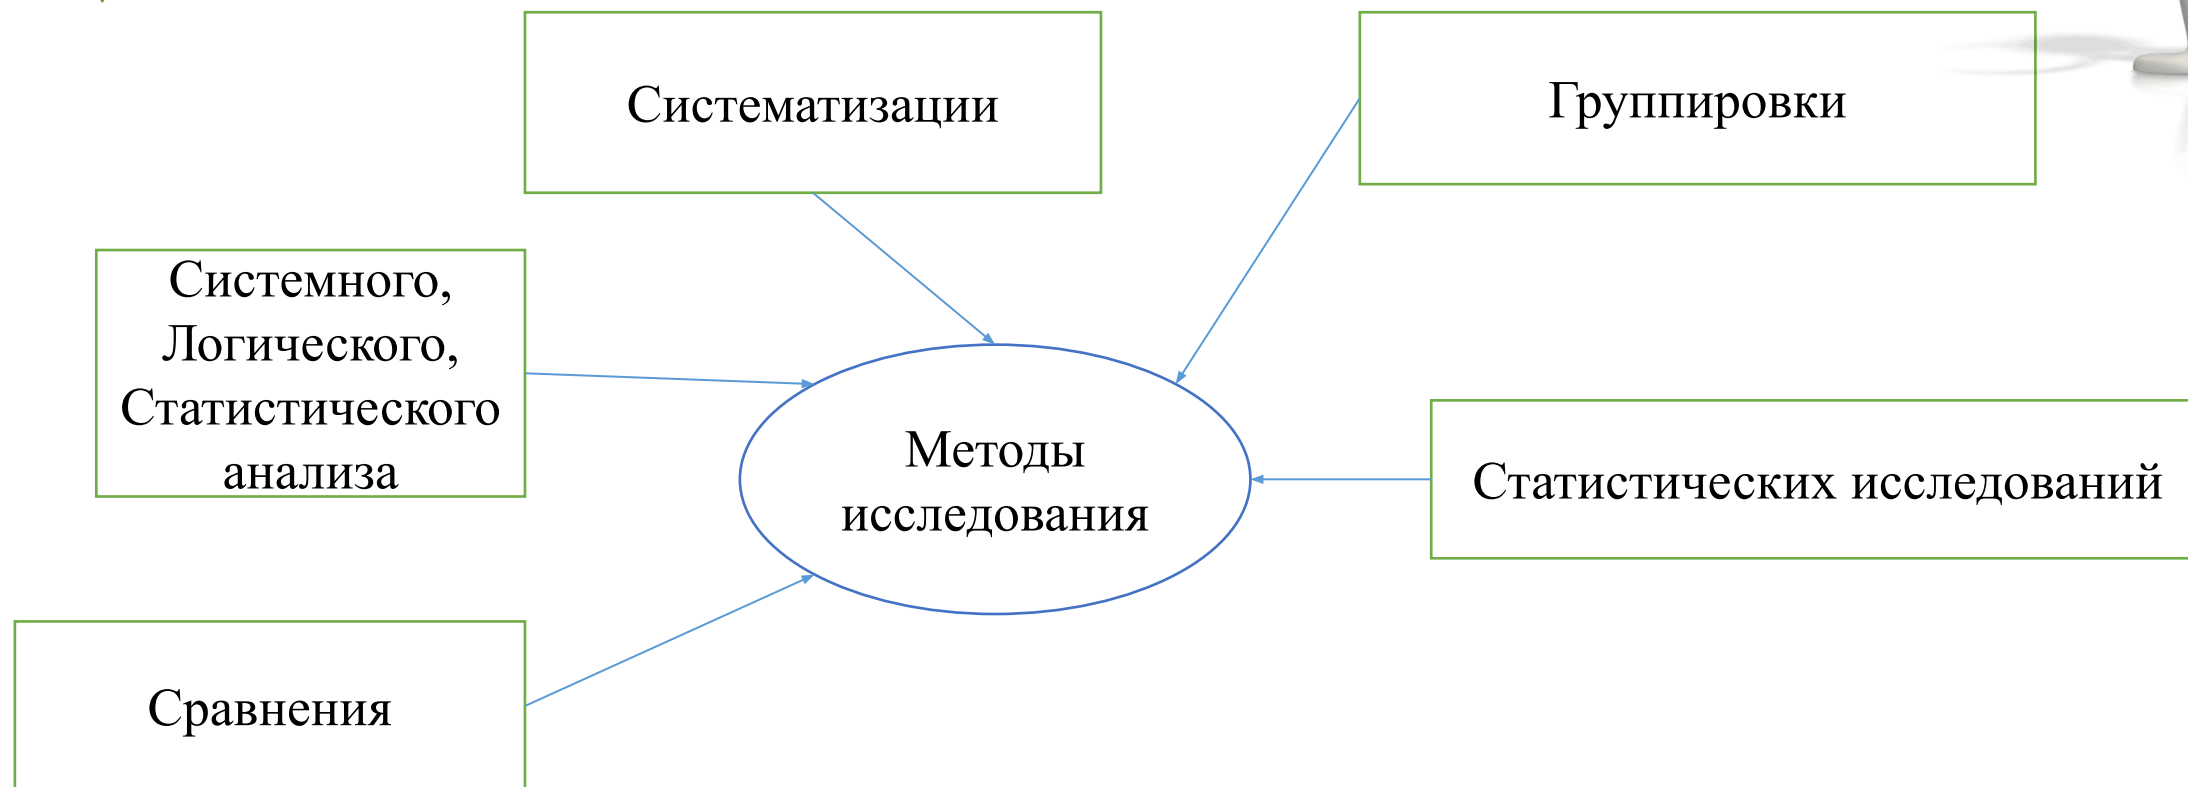 Систематизации
Группировки
Системного,
Логического,
Статистического
анализа
Методы
исследования
Статистических исследований
Сравнения